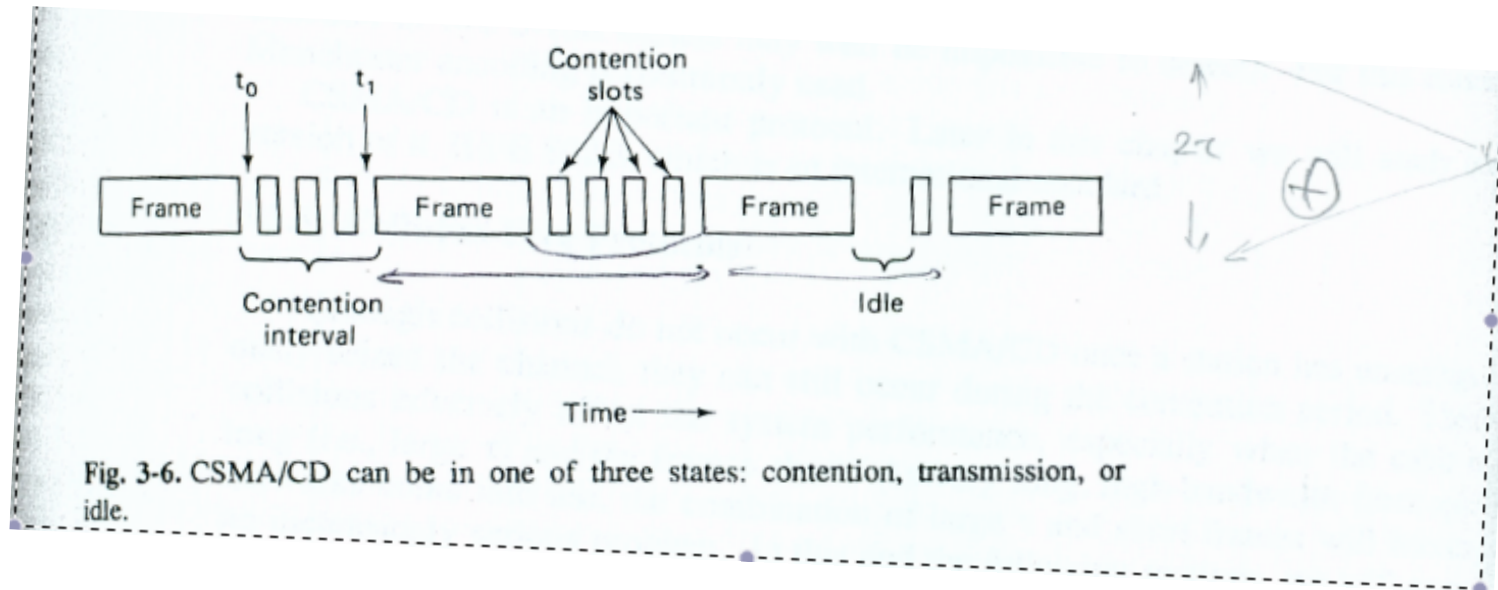 Contention
slots
t0
t1
2τ
Frame
Frame
Frame
Frame
Contention
interval
Idle
Time
Fig. 3-6. CSMA/CD can be in one of three states: contention, transmission, or
idle.